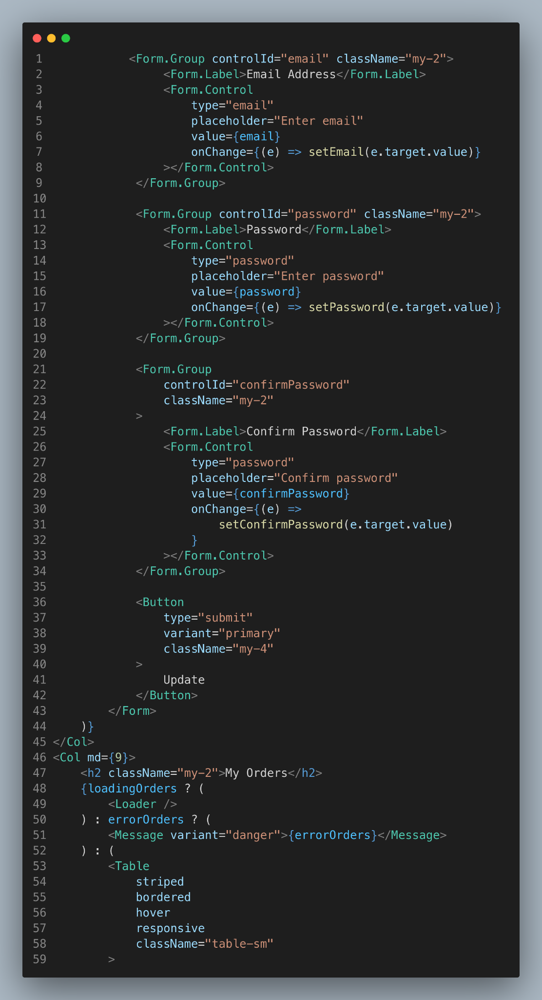 1 <Form.Group controlId="email" className="my-2">
2 <Form.Label>Email Address</Form.Label>
3 <Form.Control
4 type="email"
5 placeholder="Enter email"
6 value={email}
7 onChange={(e) => setEmail(e.target.value)}
8 ></Form.Control>
9 </Form.Group>
10
11 <Form.Group controlId="password" className="my-2">
12 <Form.Label>Password</Form.Label>
13 <Form.Control
14 type="password"
15 placeholder="Enter password"
16 value={password}
17 onChange={(e) => setPassword(e.target.value)}
18 ></Form.Control>
19 </Form.Group>
20
21 <Form.Group
22 controlId="confirmPassword"
23 className="my-2"
24 >
25 <Form.Label>Confirm Password</Form.Label>
26 <Form.Control
27 type="password"
28 placeholder="Confirm password"
29 value={confirmPassword}
30 onChange={(e) =>
31 setConfirmPassword(e.target.value)
32 }
33 ></Form.Control>
34 </Form.Group>
35
36 <Button
37 type="submit"
38 variant="primary"
39 className="my-4"
40 >
41 Update
42 </Button>
43 </Form>
44 )}
45 </Col>
46 <Col md={9}>
47 <h2 className="my-2">My Orders</h2>
48 {loadingOrders ? (
49 <Loader />
50 ) : errorOrders ? (
51 <Message variant="danger">{errorOrders}</Message>
52 ) : (
53 <Table
54 striped
55 bordered
56 hover
57 responsive
58 className="table-sm"
59 >